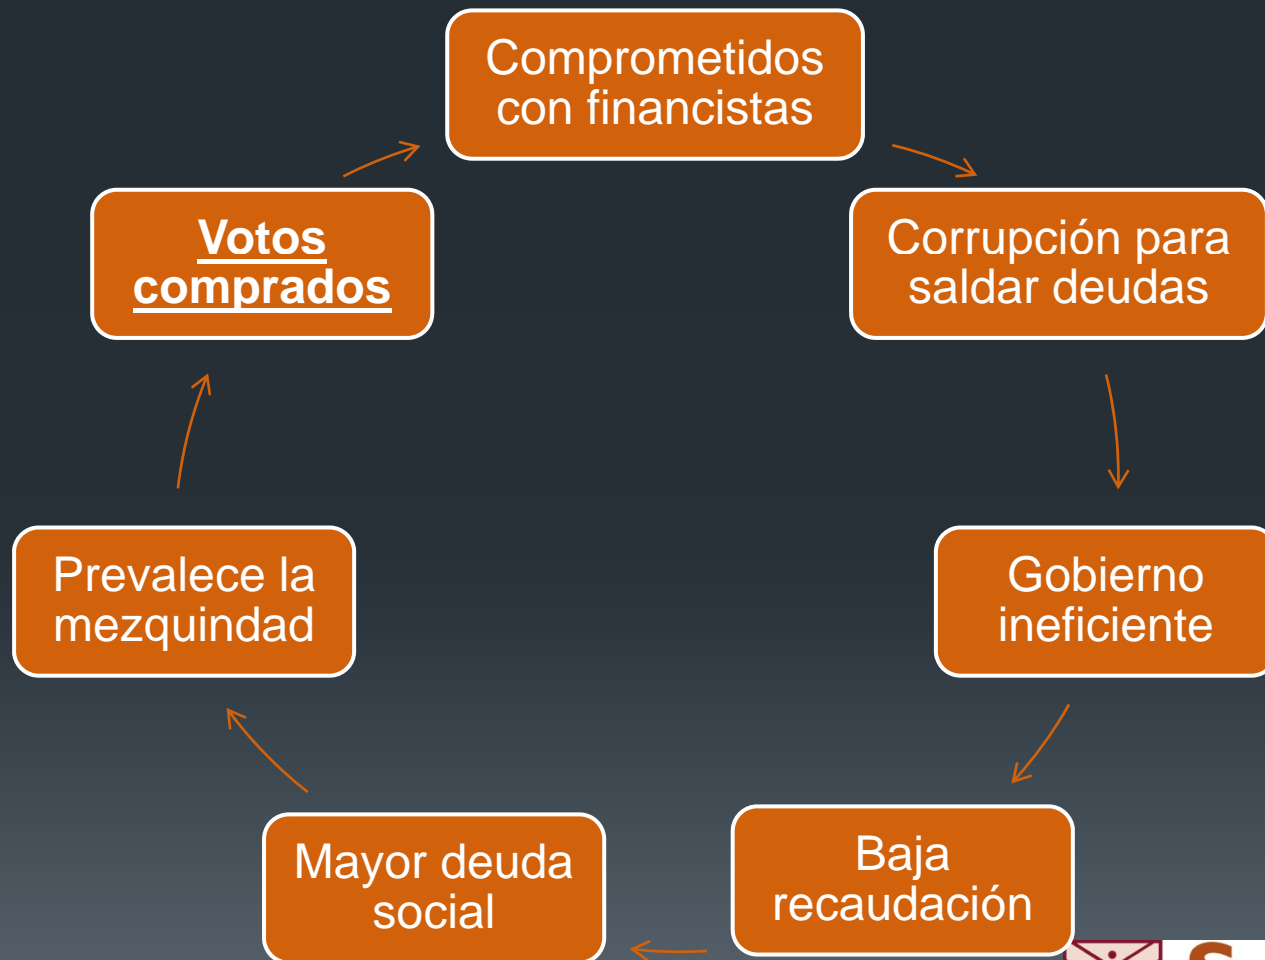 Comprometidos
con financistas
Corrupción para
saldar deudas
Gobierno
ineficiente
Baja
recaudación
Mayor deuda
social
Prevalece la
mezquindad
Votos
comprados